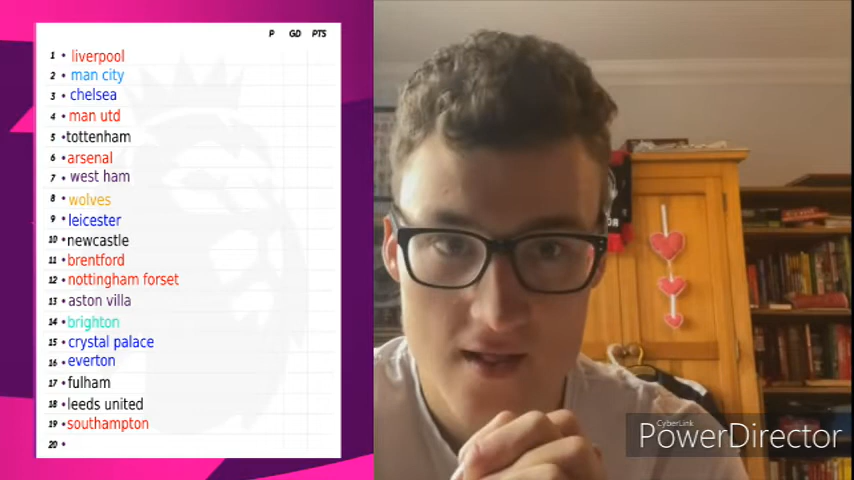 P GD PTS
1 • liverpool
2 • man city
3 • chelsea
4 • man utd
5 • tottenham
6 • arsenal
7 • west ham
8 • wolves
9 • leicester
10 • newcastle
11 • brentford
12 • nottingham forset
13 • aston villa
14 • brighton
15 • crystal palace
16 • everton
17 • fulham
18 • leeds united
19 • southampton
20 •
CyberLink
PowerDirector